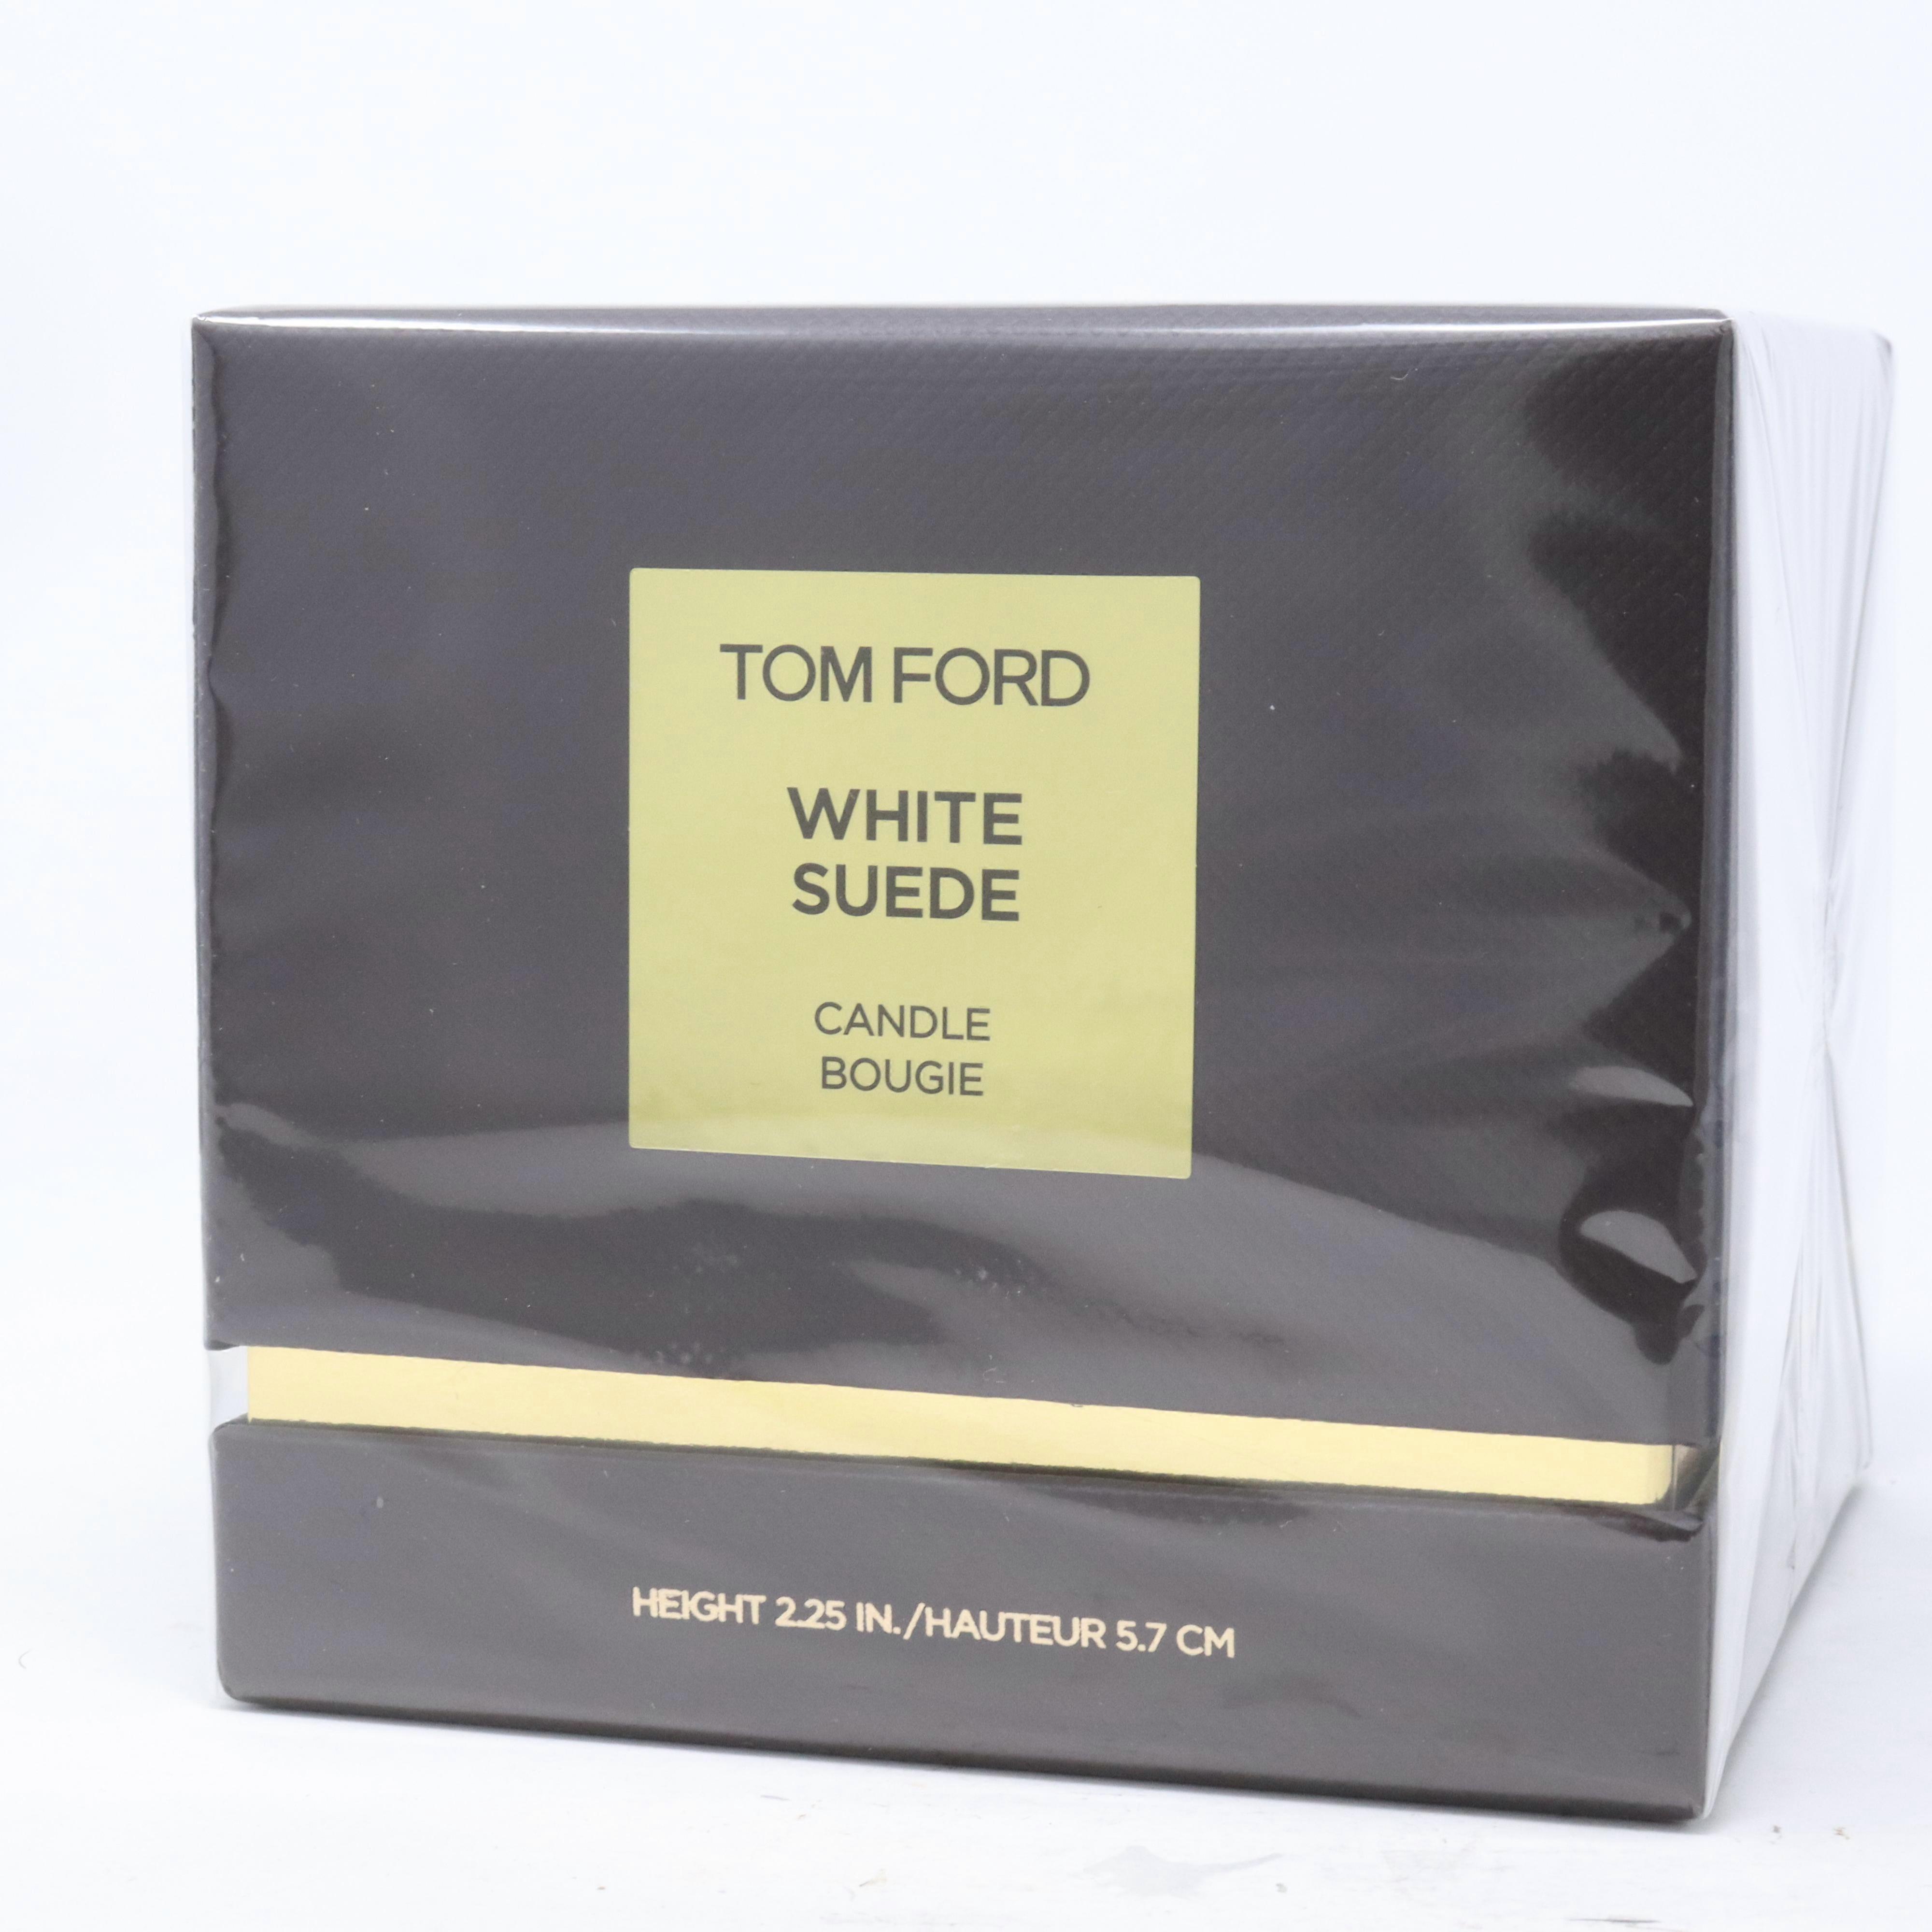 TOM FORD
WHITE
SUEDE
CANDLE
BOUGIE
HEIGHT 2.25 IN./HAUTEUR 5.7 CM